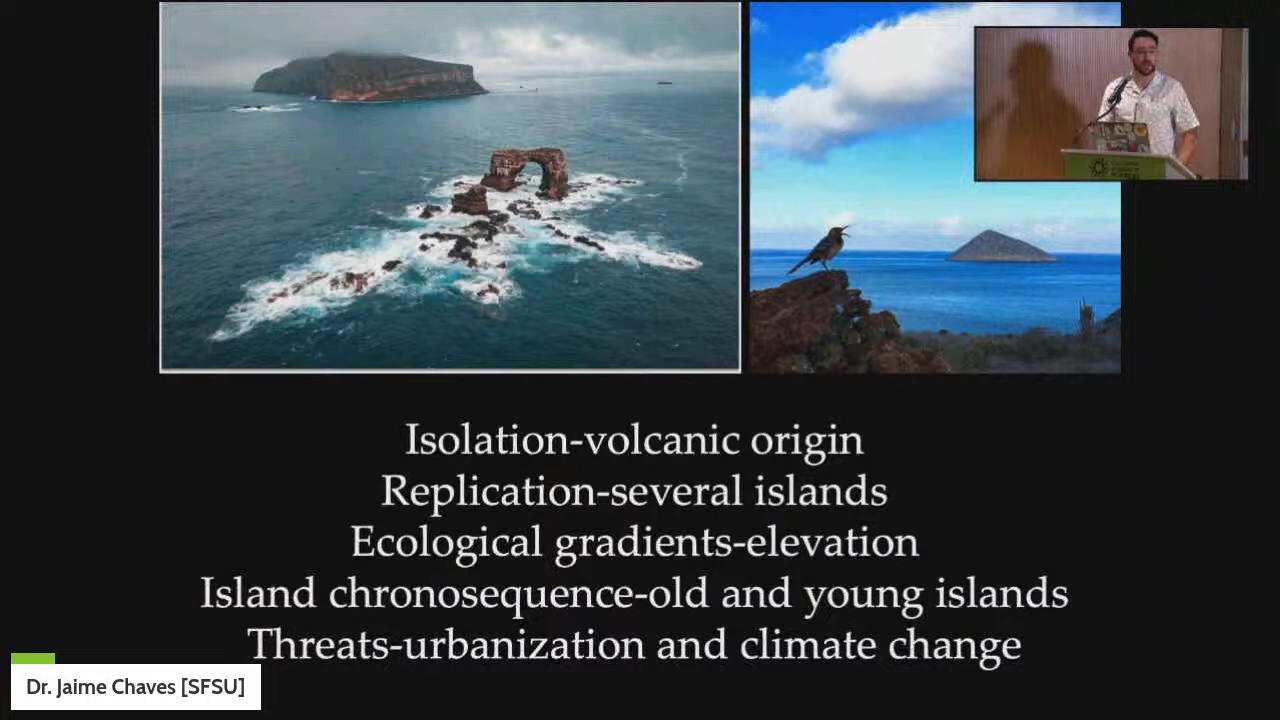 Isolation-volcanic origin
Replication-several islands
Ecological gradients-elevation
Island chronosequence-old and young islands
Threats-urbanization and climate change
Dr. Jaime Chaves [SFSU]